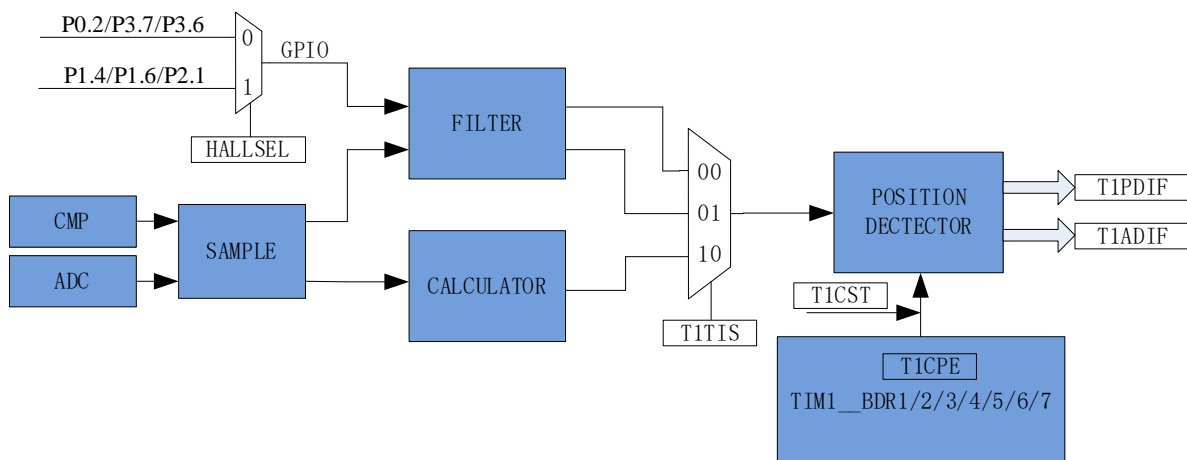 P0.2/P3.7/P3.6
0
GPIO
P1.4/P1.6/P2.1
1
HALLSEL
FILTER
CMP
ADC
SAMPLE
CALCULATOR
00
01
10
T1TIS
POSITION
DECTECTOR
T1PDIF
T1ADIF
T1CST
T1CPE
TIM1__BDR1/2/3/4/5/6/7